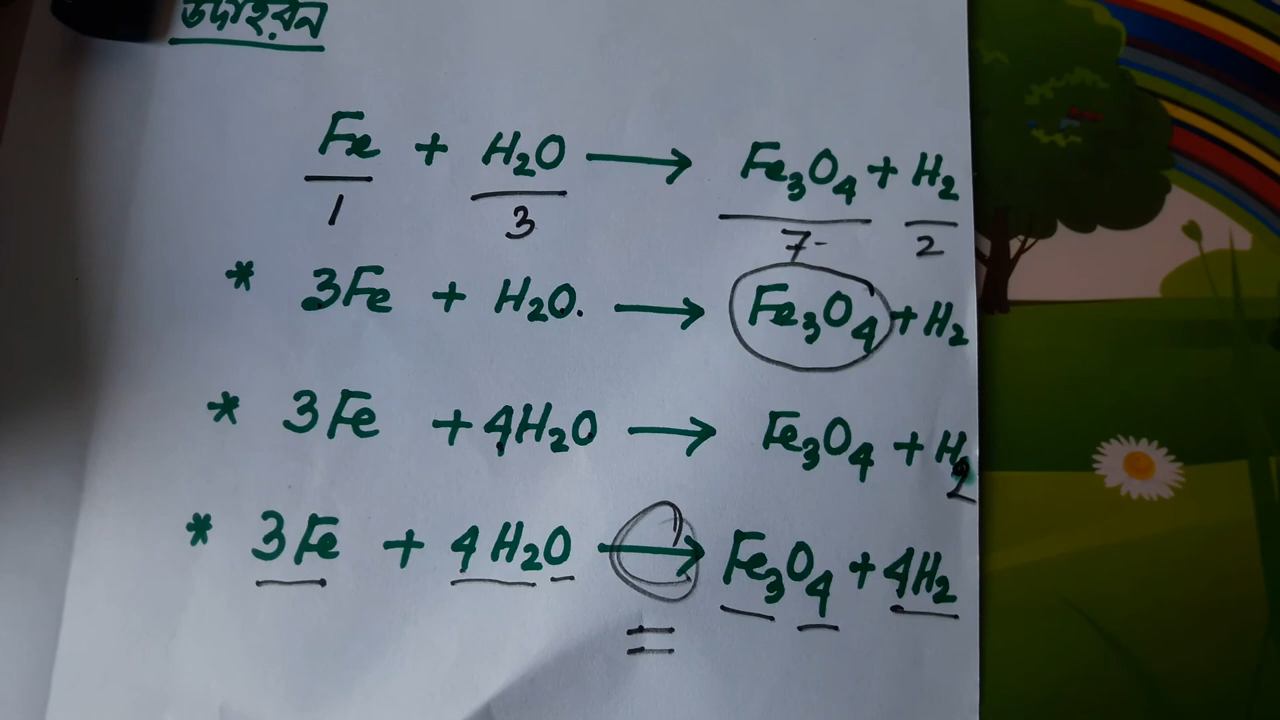 উদাহরন
Fe + H₂O → Fe₃O₄ + H₂
1 3 7 2
* 3Fe + H₂O. → Fe₃O₄ + H₂
* 3Fe + 4H₂O → Fe₃O₄ + H₂
* 3Fe + 4H₂O → Fe₃O₄ + 4H₂
=